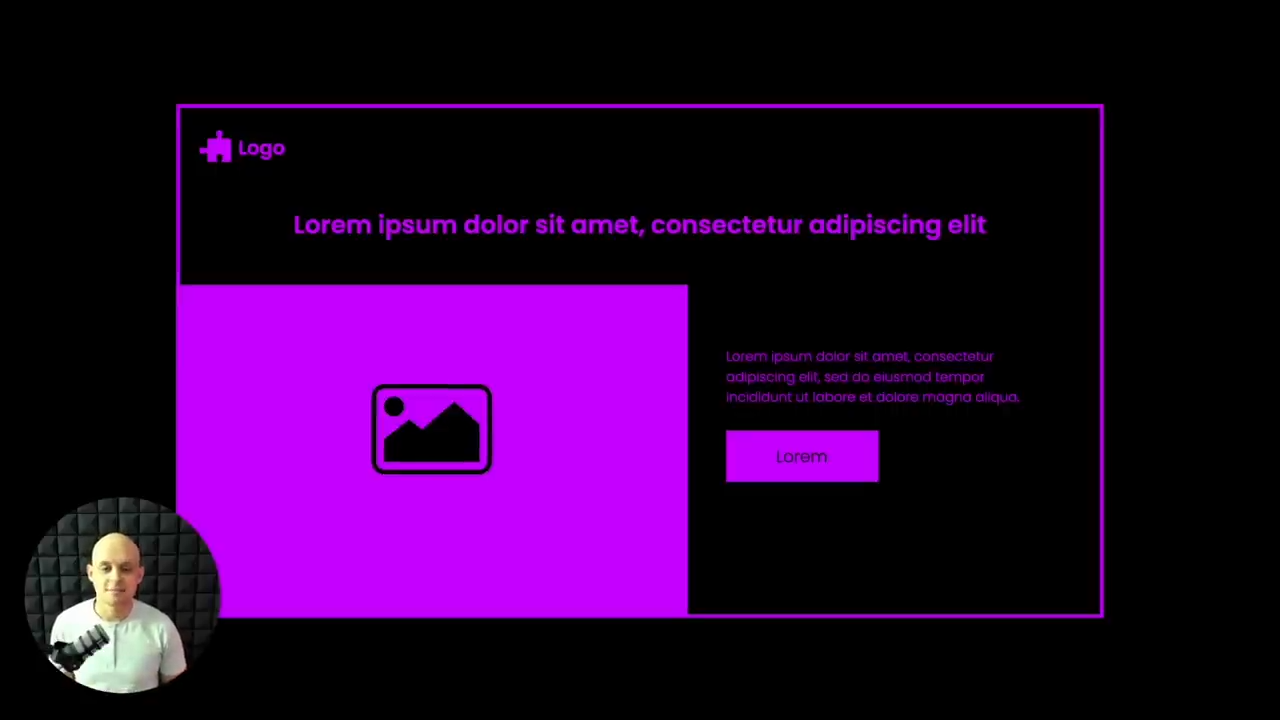 Logo
Lorem ipsum dolor sit amet, consectetur adipiscing elit
Lorem ipsum dolor sit amet, consectetur
adipiscing elit, sed do eiusmod tempor
incididunt ut labore et dolore magna aliqua.
Lorem